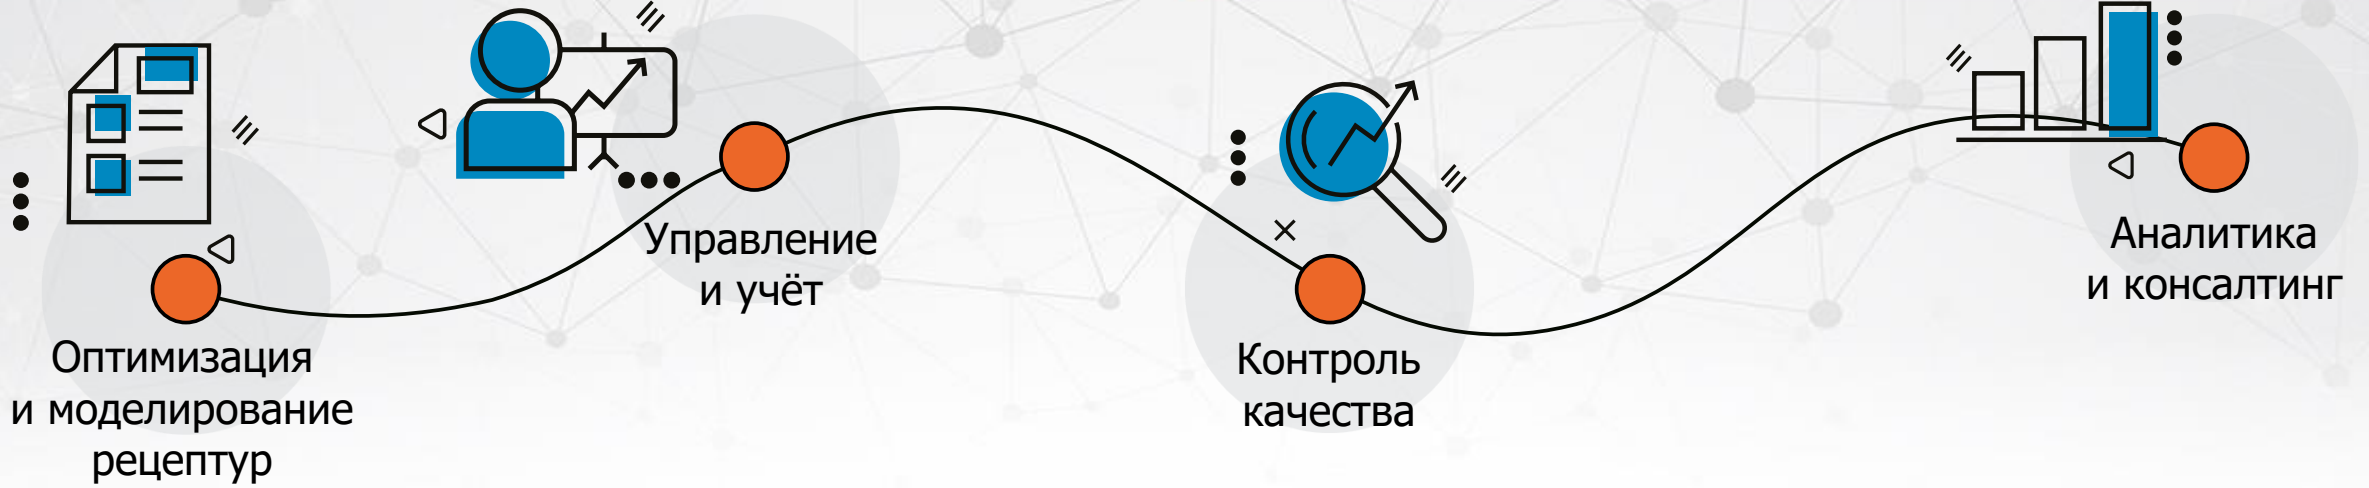 Оптимизация
и моделирование
рецептур
Управление
и учёт
Контроль
качества
Аналитика
и консалтинг